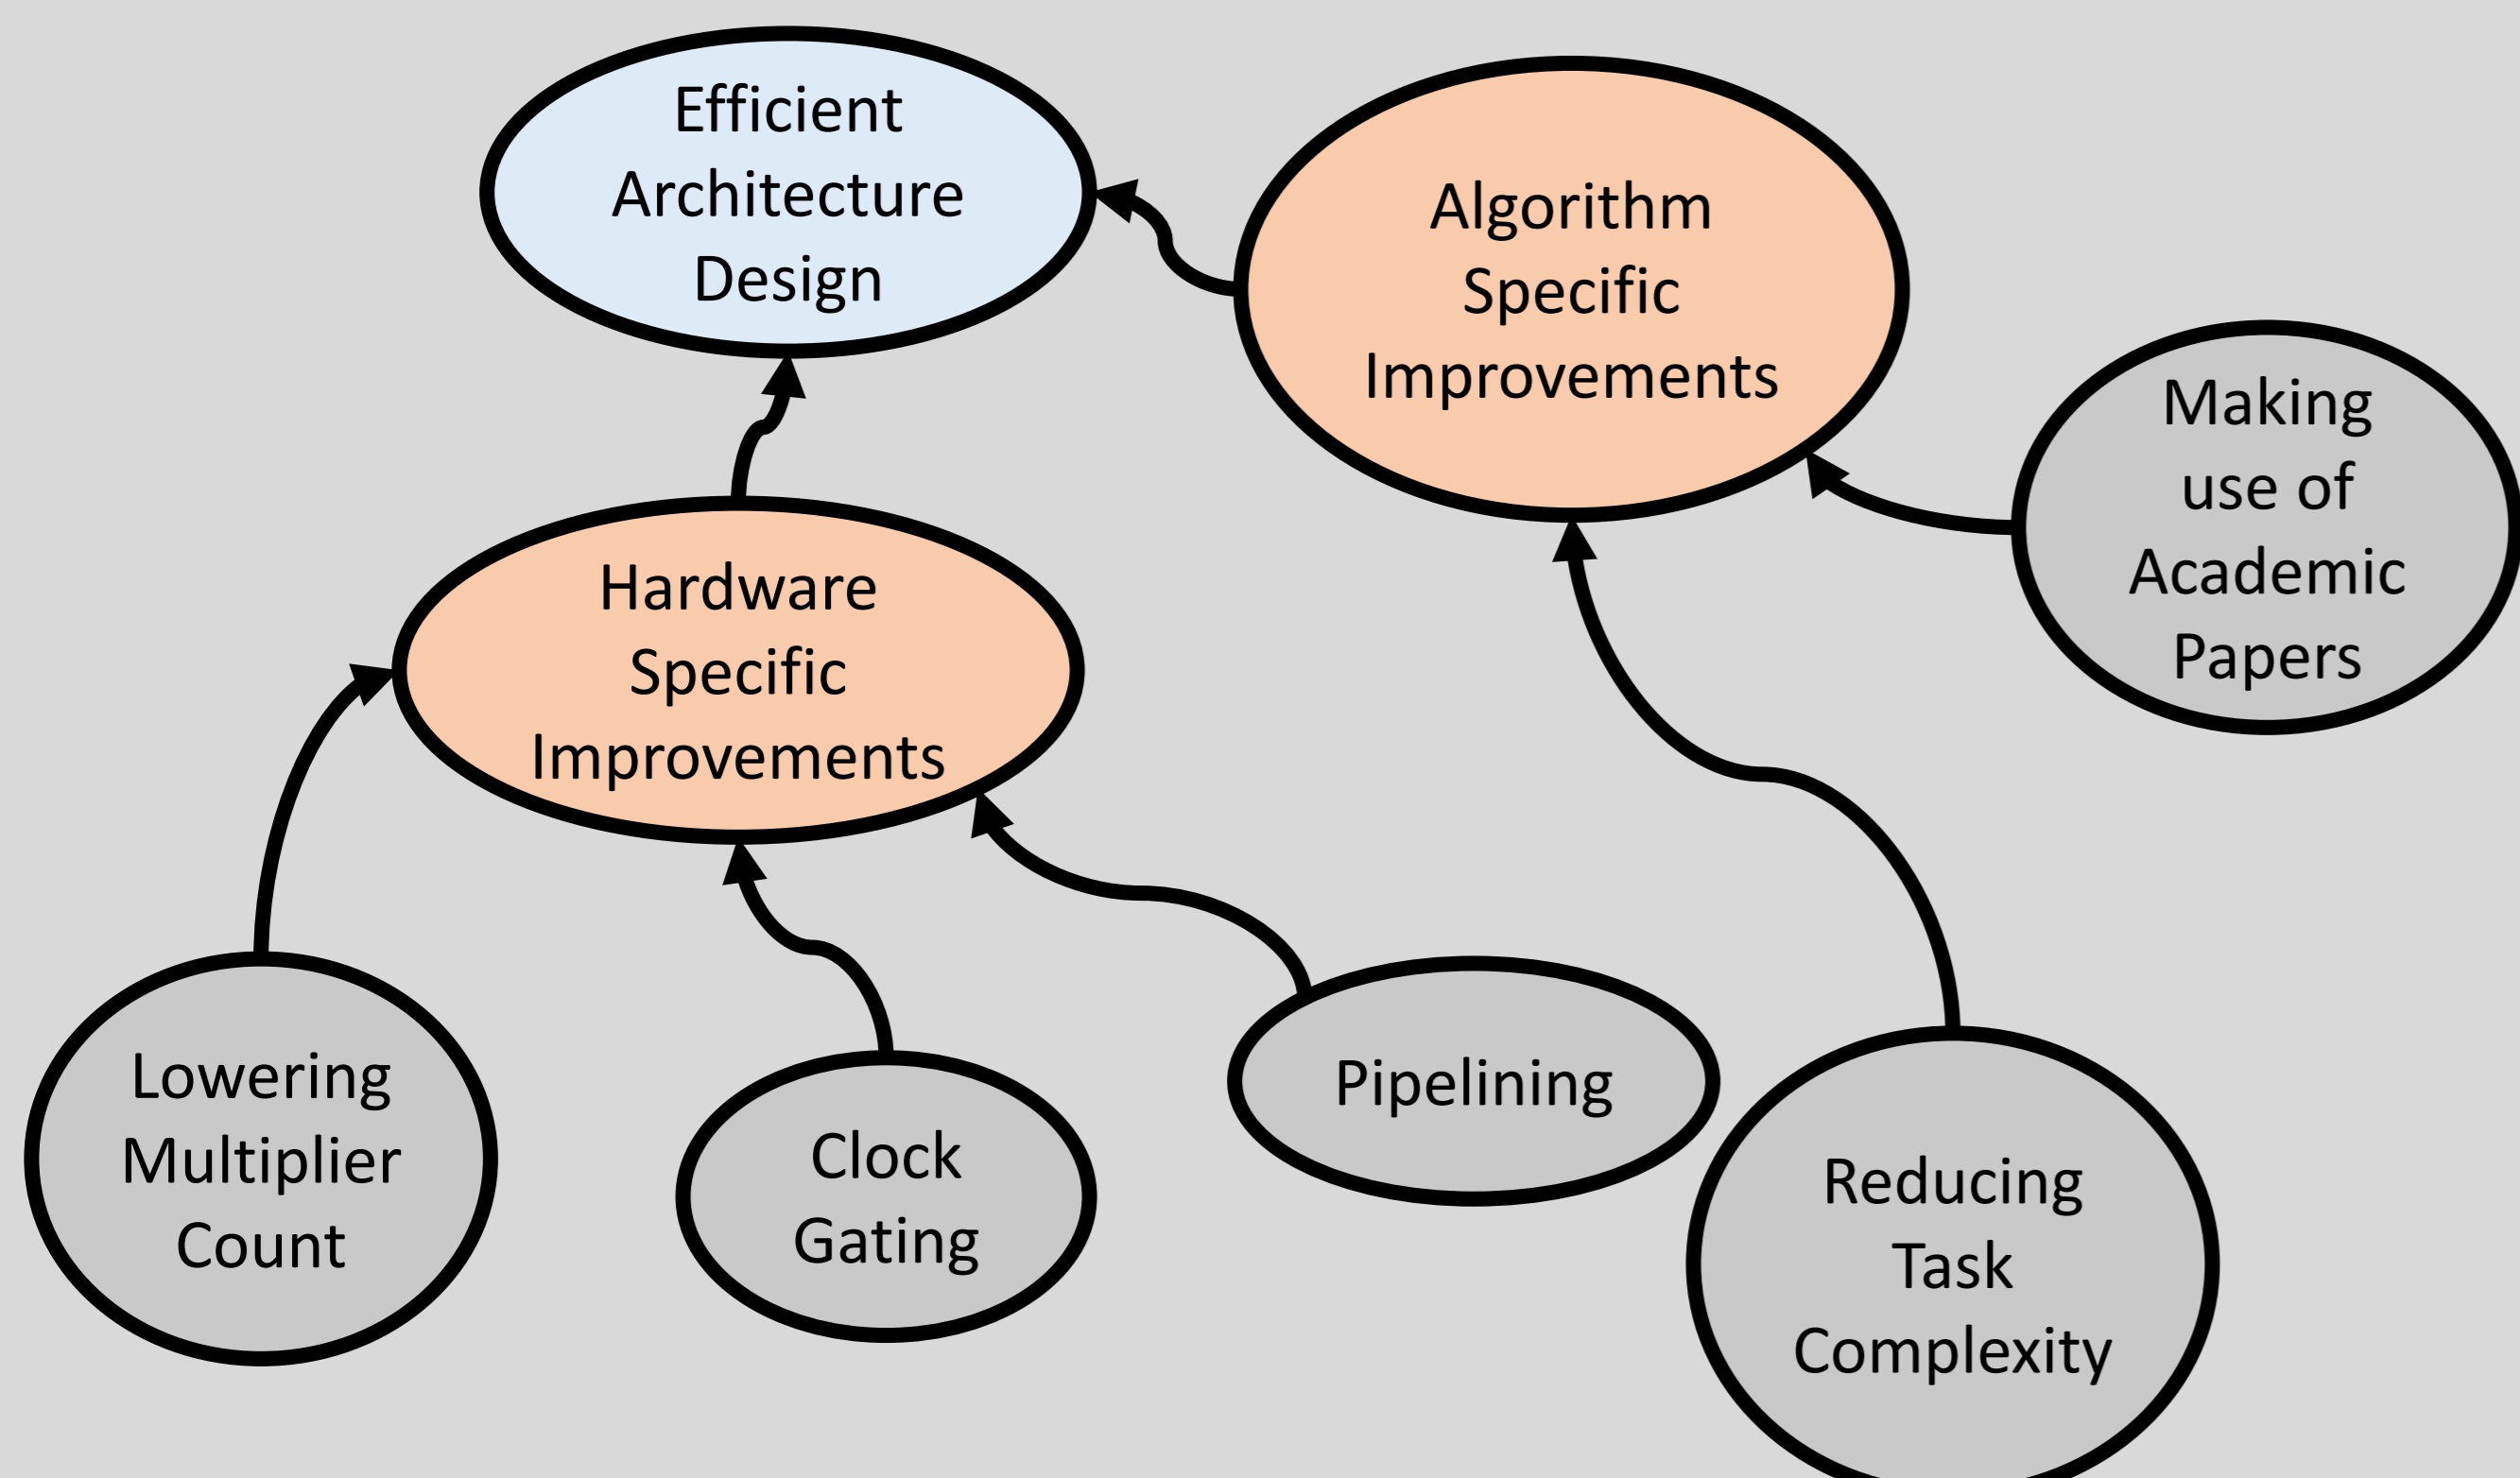 Efficient
Architecture
Design
Algorithm
Specific
Improvements
Making
use of
Academic
Papers
Hardware
Specific
Improvements
Lowering
Multiplier
Count
Clock
Gating
Pipelining
Reducing
Task
Complexity